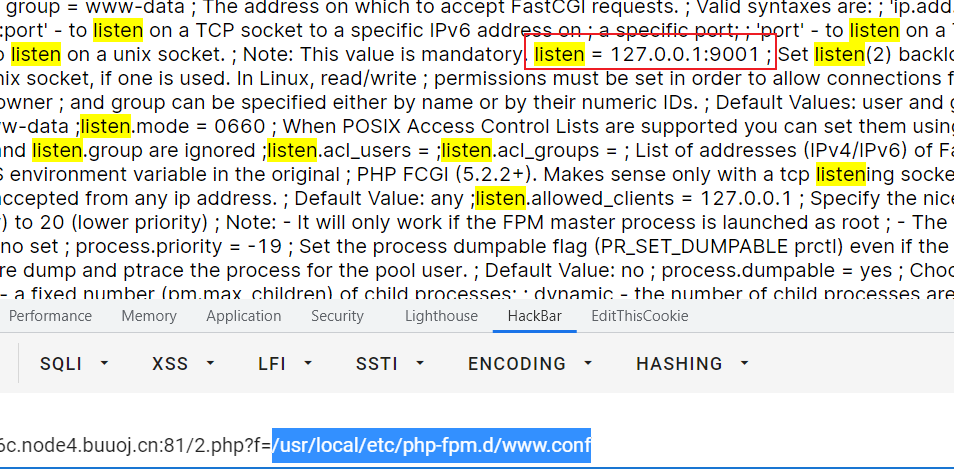 group = www-data ; The address on which to accept FastCGI requests. ; Valid syntaxes are: ; 'ip.add
:port' - to listen on a TCP socket to a specific IPv6 address on ; a specific port; ; 'port' - to listen on a T
to listen on a unix socket. ; Note: This value is mandatory. listen = 127.0.0.1:9001 ; Set listen(2) backlo
nix socket, if one is used. In Linux, read/write ; permissions must be set in order to allow connections f
owner ; and group can be specified either by name or by their numeric IDs. ; Default Values: user and g
w-data ;listen.mode = 0660 ; When POSIX Access Control Lists are supported you can set them using
and listen.group are ignored ;listen.acl_users = ;listen.acl_groups = ; List of addresses (IPv4/IPv6) of Fa
S environment variable in the original ; PHP FCGI (5.2.2+). Makes sense only with a tcp listening socke
accepted from any ip address. ; Default Value: any ;listen.allowed_clients = 127.0.0.1 ; Specify the nice
) to 20 (lower priority) ; Note: - It will only work if the FPM master process is launched as root ; - The
no set ; process.priority = -19 ; Set the process dumpable flag (PR_SET_DUMPABLE prctl) even if the
re dump and ptrace the process for the pool user. ; Default Value: no ; process.dumpable = yes ; Choo
- a fixed number (pm.max_children) of child processes; ; dynamic - the number of child processes are
Performance Memory Application Security Lighthouse HackBar EditThisCookie
SQLI XSS LFI SSTI ENCODING HASHING
6c.node4.buuoj.cn:81/2.php?f=/usr/local/etc/php-fpm.d/www.conf